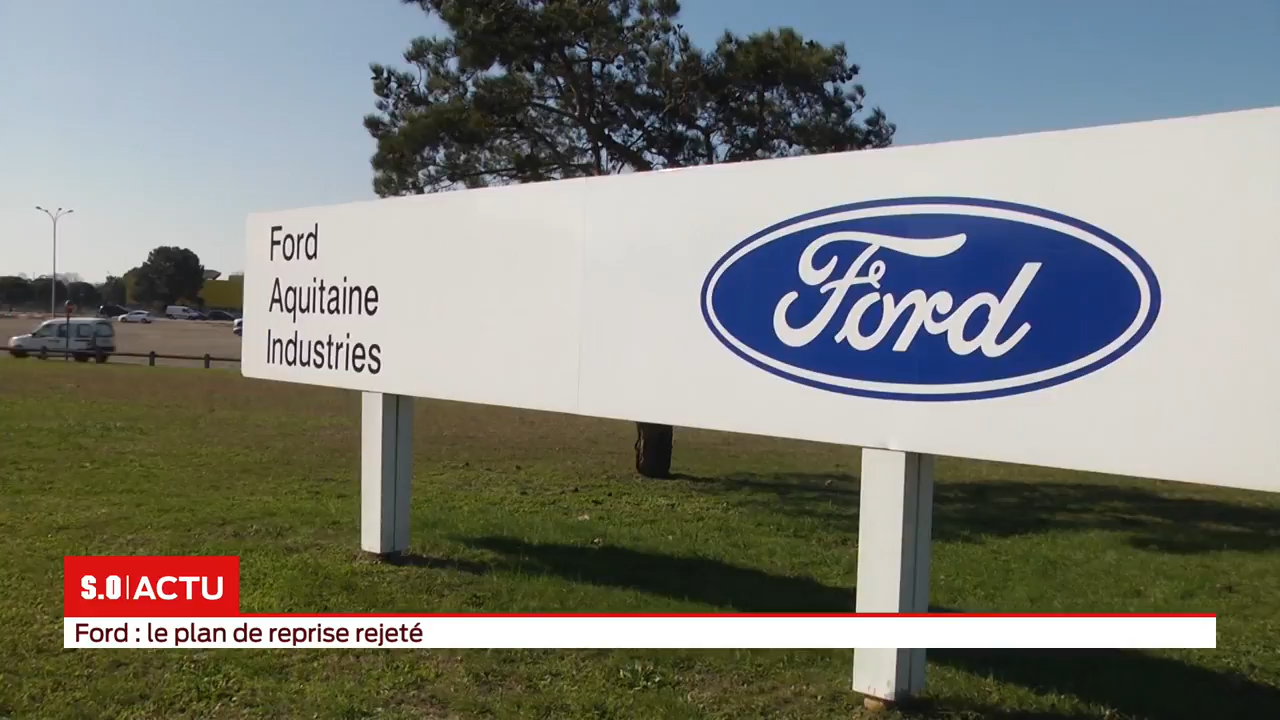 Ford
Aquitaine
Industries
Ford
S.O|ACTU
Ford : le plan de reprise rejeté